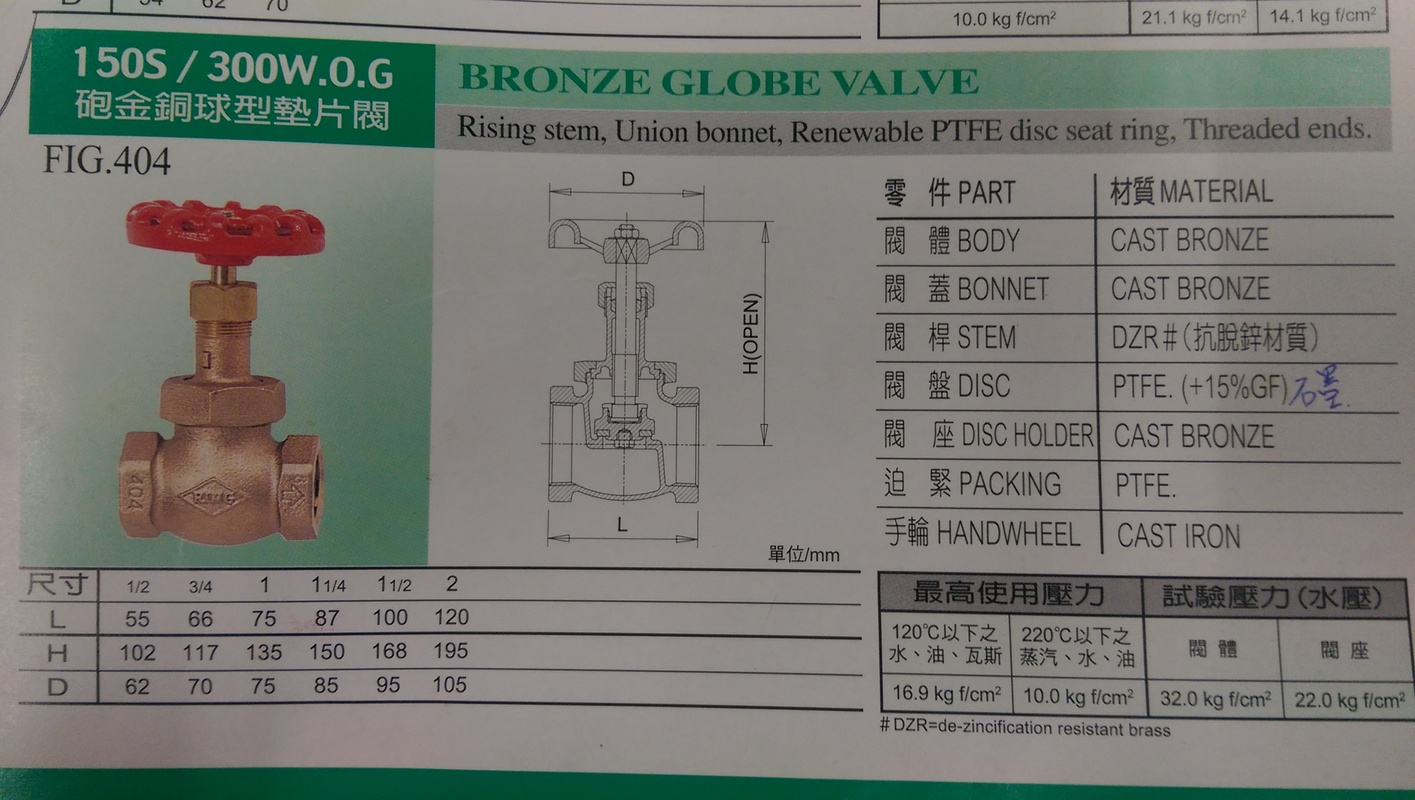 D 54 62 70
10.0 kg f/cm² 21.1 kg f/cm² 14.1 kg f/cm²
150S / 300W.O.G
砲金銅球型墊片閥
BRONZE GLOBE VALVE
Rising stem, Union bonnet, Renewable PTFE disc seat ring, Threaded ends.
FIG.404
404
D
H(OPEN)
L
單位/mm
零件 PART 材質 MATERIAL
閥體 BODY CAST BRONZE
閥蓋 BONNET CAST BRONZE
閥桿 STEM DZR#(抗脫鋅材質)
閥盤 DISC PTFE. (+15%GF) 石墨
閥座 DISC HOLDER CAST BRONZE
迫緊 PACKING PTFE.
手輪 HANDWHEEL CAST IRON
尺寸 1/2 3/4 1 1 1/4 1 1/2 2
L 55 66 75 87 100 120
H 102 117 135 150 168 195
D 62 70 75 85 95 105
最高使用壓力 試驗壓力(水壓)
120℃以下之 220℃以下之 閥體 閥座
水、油、瓦斯 蒸汽、水、油
16.9 kg f/cm² 10.0 kg f/cm² 32.0 kg f/cm² 22.0 kg f/cm²
#DZR=de-zincification resistant brass